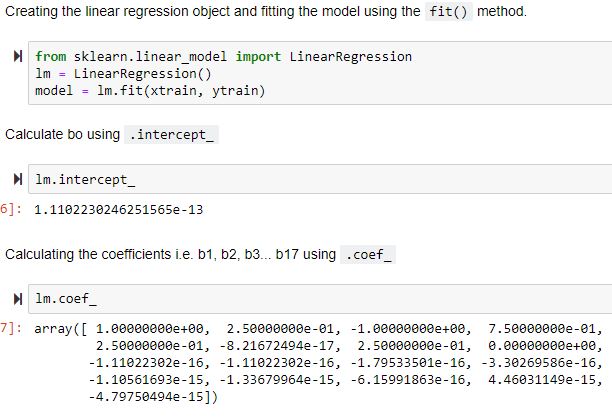 Creating the linear regression object and fitting the model using the fit() method.
from sklearn.linear_model import LinearRegression
lm = LinearRegression()
model = lm.fit(xtrain, ytrain)
Calculate bo using .intercept_
lm.intercept_
6]: 1.1102230246251565e-13
Calculating the coefficients i.e. b1, b2, b3... b17 using .coef_
lm.coef_
7]: array([ 1.00000000e+00, 2.50000000e-01, -1.00000000e+00, 7.50000000e-01,
2.50000000e-01, -8.21672494e-17, 2.50000000e-01, 0.00000000e+00,
-1.11022302e-16, -1.11022302e-16, -1.79533501e-16, -3.30269586e-16,
-1.10561693e-15, -1.33679964e-15, -6.15991863e-16, 4.46031149e-15,
-4.79750494e-15])